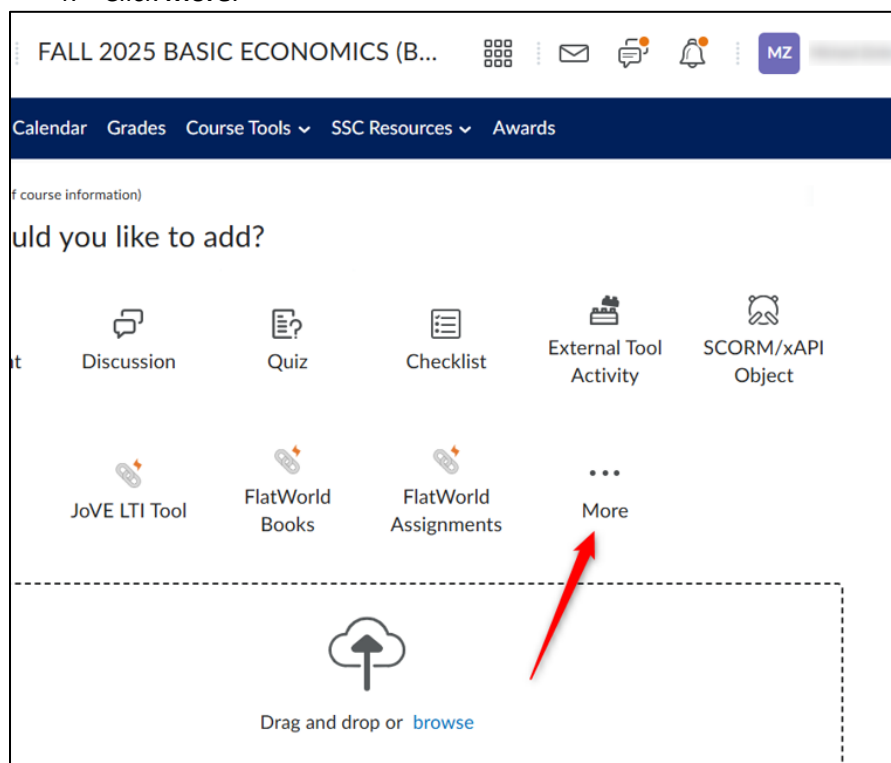 Click More.
FALL 2025 BASIC ECONOMICS (B...
MZ
Calendar Grades Course Tools SSC Resources Awards
f course information)
uld you like to add?
Discussion
Quiz
Checklist
External Tool
Activity
SCORM/xAPI
Object
JoVE LTI Tool
FlatWorld
Books
FlatWorld
Assignments
More
Drag and drop or browse